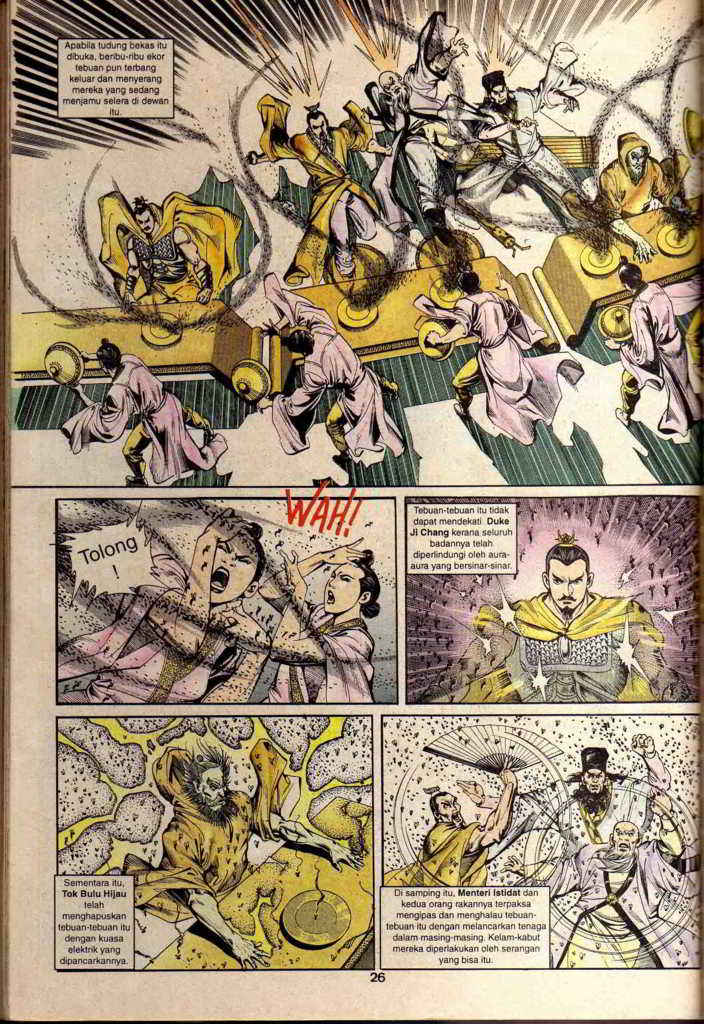 Apabila tudung bekas itu
dibuka, beribu-ribu ekor
tebuan pun terbang
keluar dan menyerang
mereka yang sedang
menjamu selera di dewan
itu.
WAH!
Tolong
!
Tebuan-tebuan itu tidak
dapat mendekati Duke
Ji Chang kerana seluruh
badannya telah
diperlindungi oleh aura-
aura yang bersinar-sinar.
Sementara itu,
Tok Bulu Hijau
telah
menghapuskan
tebuan-tebuan itu
dengan kuasa
elektrik yang
dipancarkannya.
Di samping itu, Menteri Istidat dan
kedua orang rakannya terpaksa
mengipas dan menghalau tebuan-
tebuan itu dengan melancarkan tenaga
dalam masing-masing. Kelam-kabut
mereka diperlakukan oleh serangan
yang bisa itu.
26